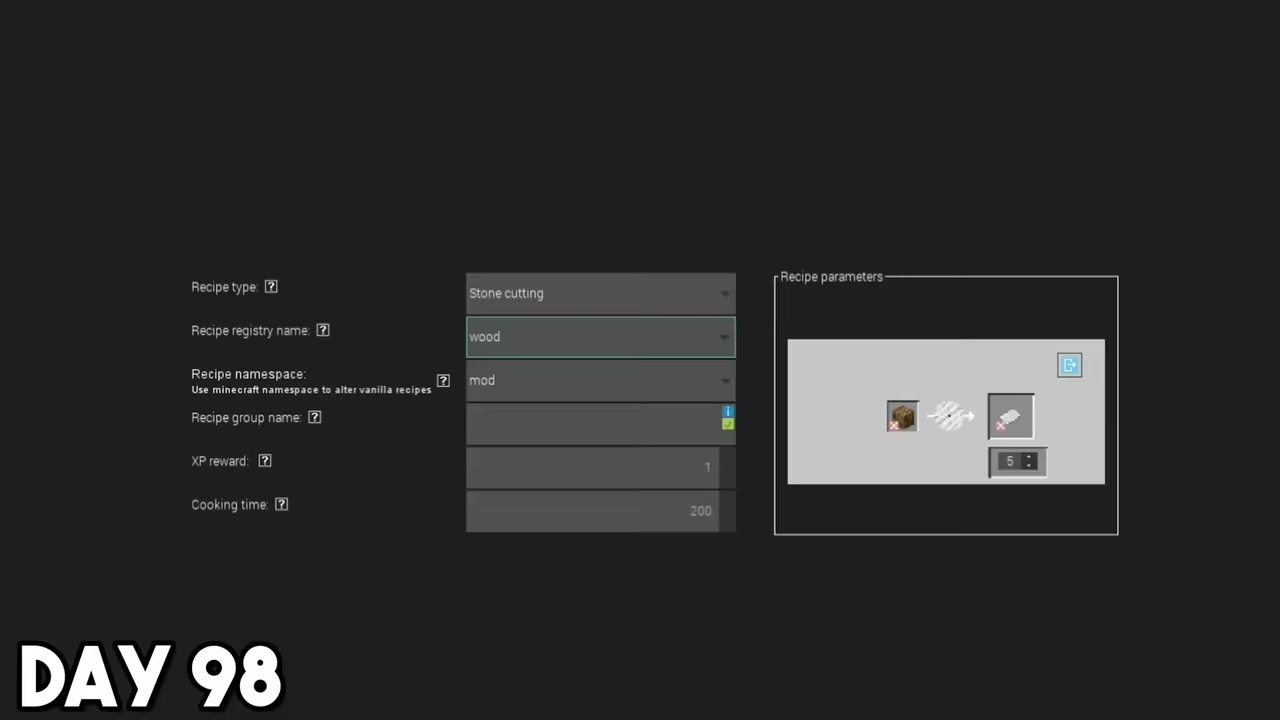 Recipe type: ?
Stone cutting
Recipe registry name: ?
wood
Recipe namespace: ?
Use minecraft namespace to alter vanilla recipes
mod
Recipe group name: ?
XP reward: ?
1
Cooking time: ?
200
Recipe parameters
5
DAY 98